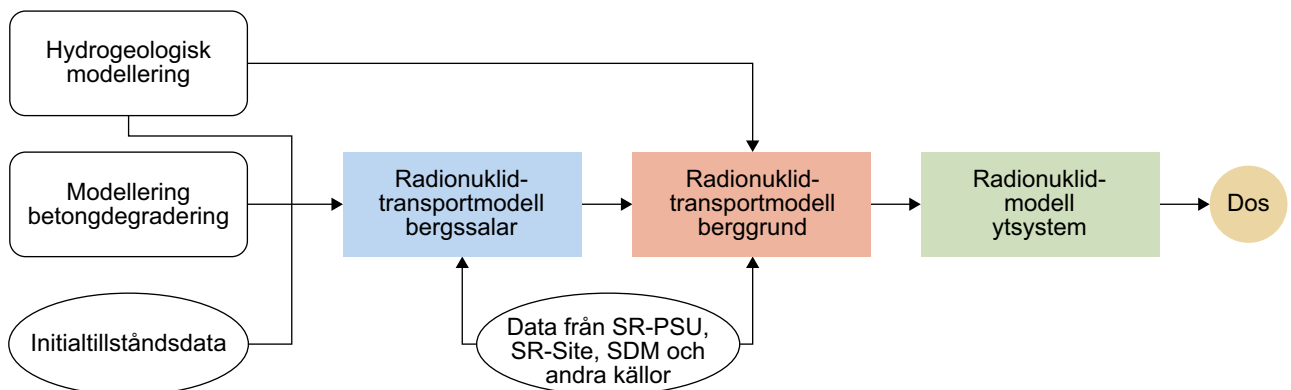 Hydrogeologisk
modellering
Modellering
betongdegradering
Initialtillståndsdata
Radionuklid-
transportmodell
bergssalar
Radionuklid-
transportmodell
berggrund
Radionuklid-
modell
ytsystem
Dos
Data från SR-PSU,
SR-Site, SDM och
andra källor